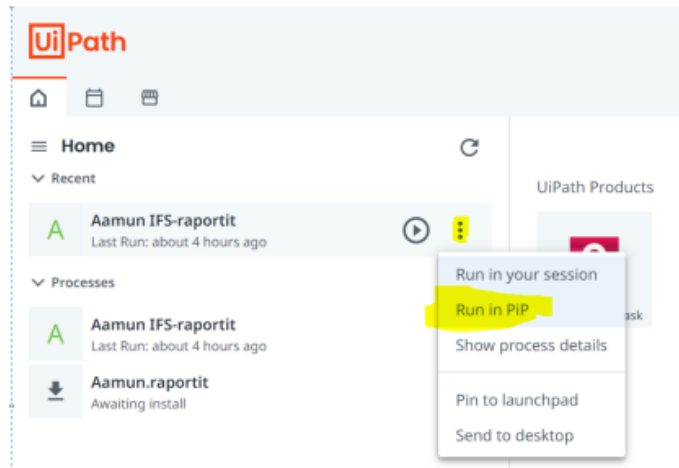 UiPath
Home
Recent
UiPath Products
A
Aamun IFS-raportit
Last Run: about 4 hours ago
Run in your session
Run in PiP
ask
Show process details
Pin to launchpad
Send to desktop
Processes
A
Aamun IFS-raportit
Last Run: about 4 hours ago
Aamun.raportit
Awaiting install